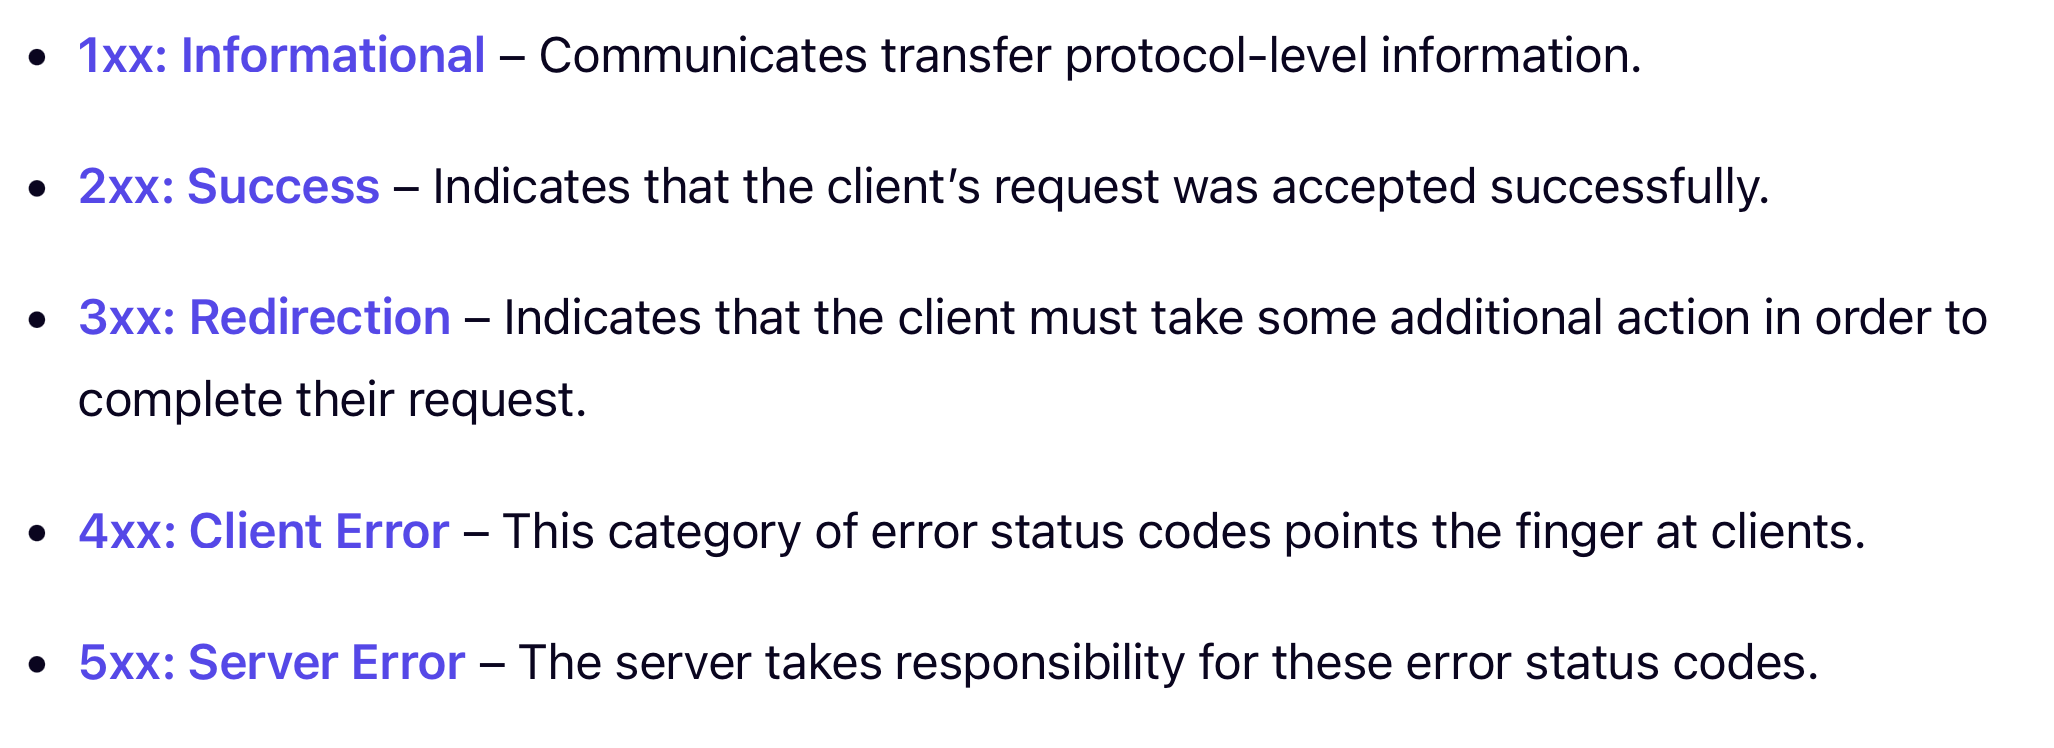 • 1xx: Informational – Communicates transfer protocol-level information.
• 2xx: Success – Indicates that the client’s request was accepted successfully.
• 3xx: Redirection – Indicates that the client must take some additional action in order to
complete their request.
• 4xx: Client Error – This category of error status codes points the finger at clients.
• 5xx: Server Error – The server takes responsibility for these error status codes.